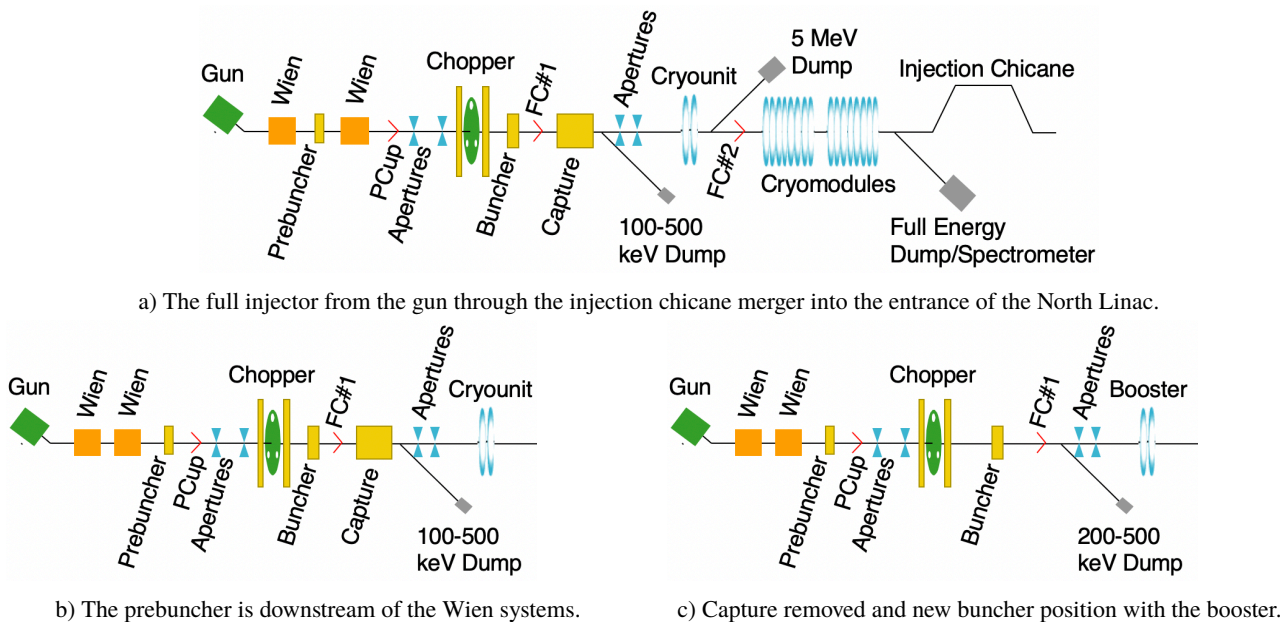 Gun
Wien
Prebuncher
Wien
PCup
Apertures
Chopper
Buncher
FC#1
Capture
Apertures
100-500
keV Dump
Cryounit
5 MeV
Dump
FC#2
Cryomodules
Injection Chicane
Full Energy
Dump/Spectrometer
a) The full injector from the gun through the injection chicane merger into the entrance of the North Linac.
Gun
Wien
Wien
Prebuncher
PCup
Apertures
Chopper
Buncher
FC#1
Capture
Apertures
100-500
keV Dump
Cryounit
b) The prebuncher is downstream of the Wien systems.
Gun
Wien
Wien
Prebuncher
PCup
Apertures
Chopper
Buncher
FC#1
Apertures
200-500
keV Dump
Booster
c) Capture removed and new buncher position with the booster.